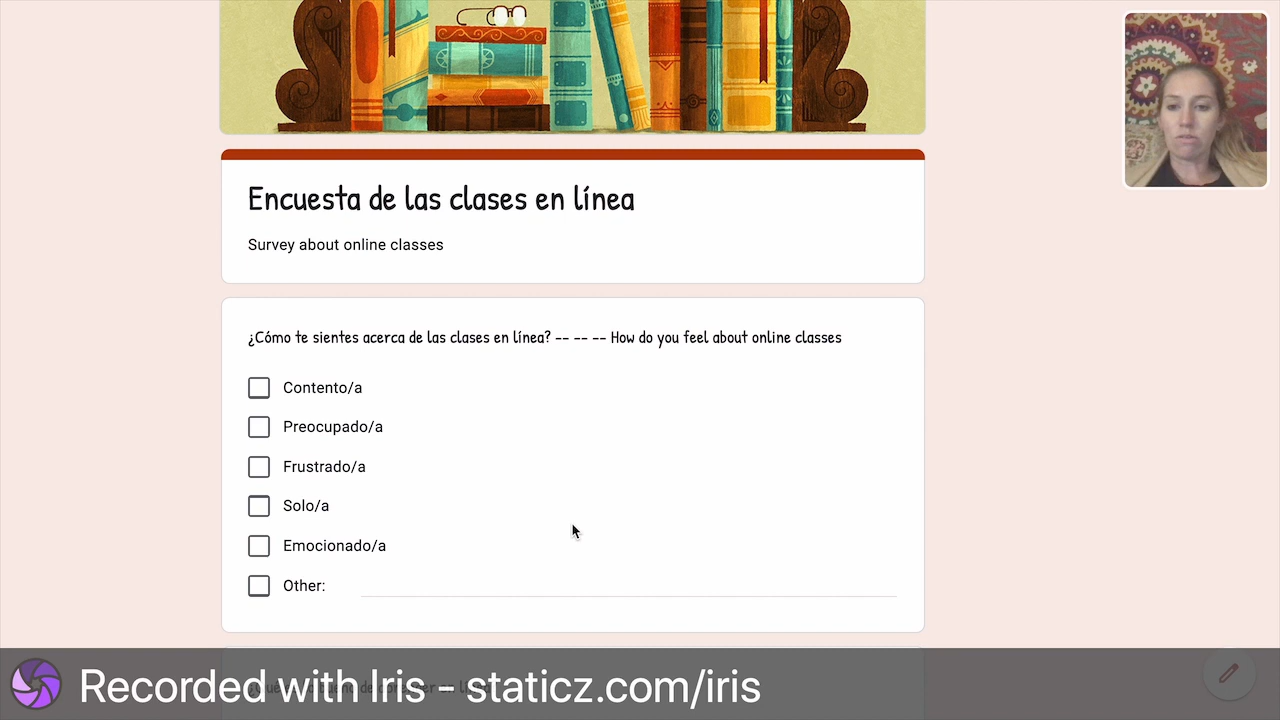 Encuesta de las clases en línea
Survey about online classes
¿Cómo te sientes acerca de las clases en línea? -- -- -- How do you feel about online classes
Contento/a
Preocupado/a
Frustrado/a
Solo/a
Emocionado/a
Other:
Recorded with Iris - staticz.com/iris